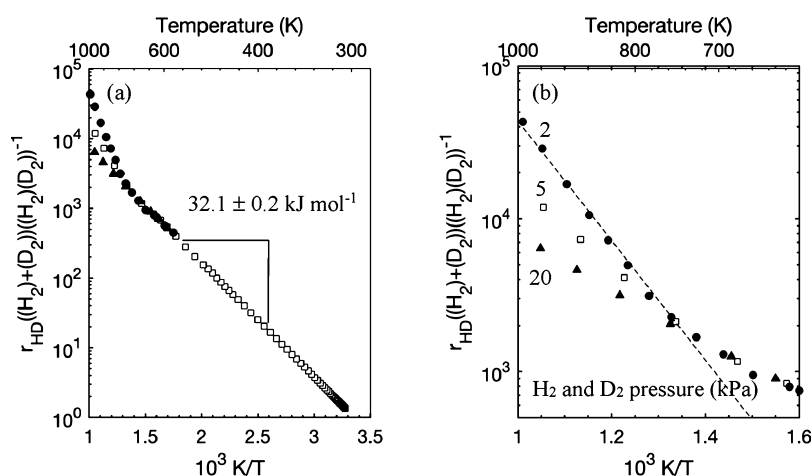 Temperature (K)
1000 600 400 300
10^5
(a)
10^4
10^3
10^2
10^1
10^0
32.1 ± 0.2 kJ mol^-1
r_HD((H_2)+(D_2))((H_2)(D_2))^-1
1 1.5 2 2.5 3 3.5
10^3 K/T
Temperature (K)
1000 800 700
10^5
(b)
2
5
10^4
20
10^3
H2 and D2 pressure (kPa)
r_HD((H_2)+(D_2))((H_2)(D_2))^-1
1 1.2 1.4 1.6
10^3 K/T